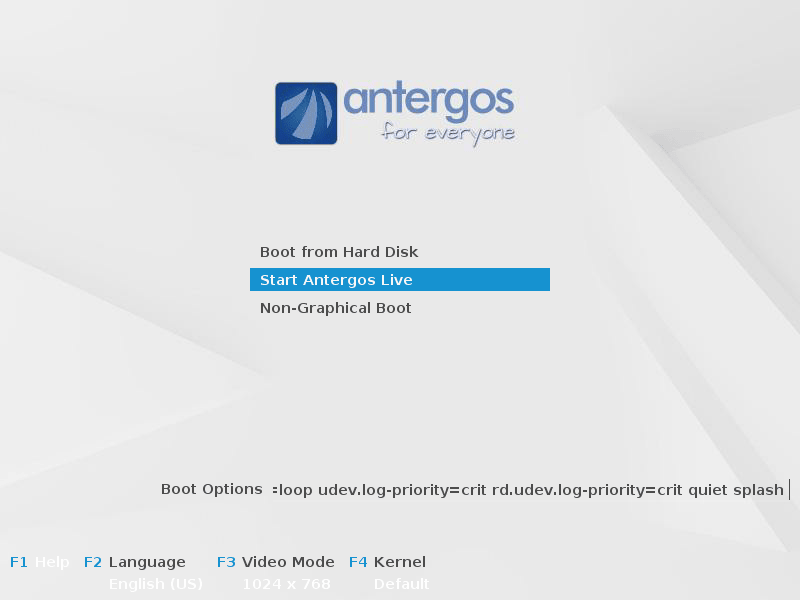 antergos
for everyone
Boot from Hard Disk
Start Antergos Live
Non-Graphical Boot
Boot Options =loop udev.log-priority=crit rd.udev.log-priority=crit quiet splash
F1 Help F2 Language F3 Video Mode F4 Kernel
English (US) 1024 x 768 Default